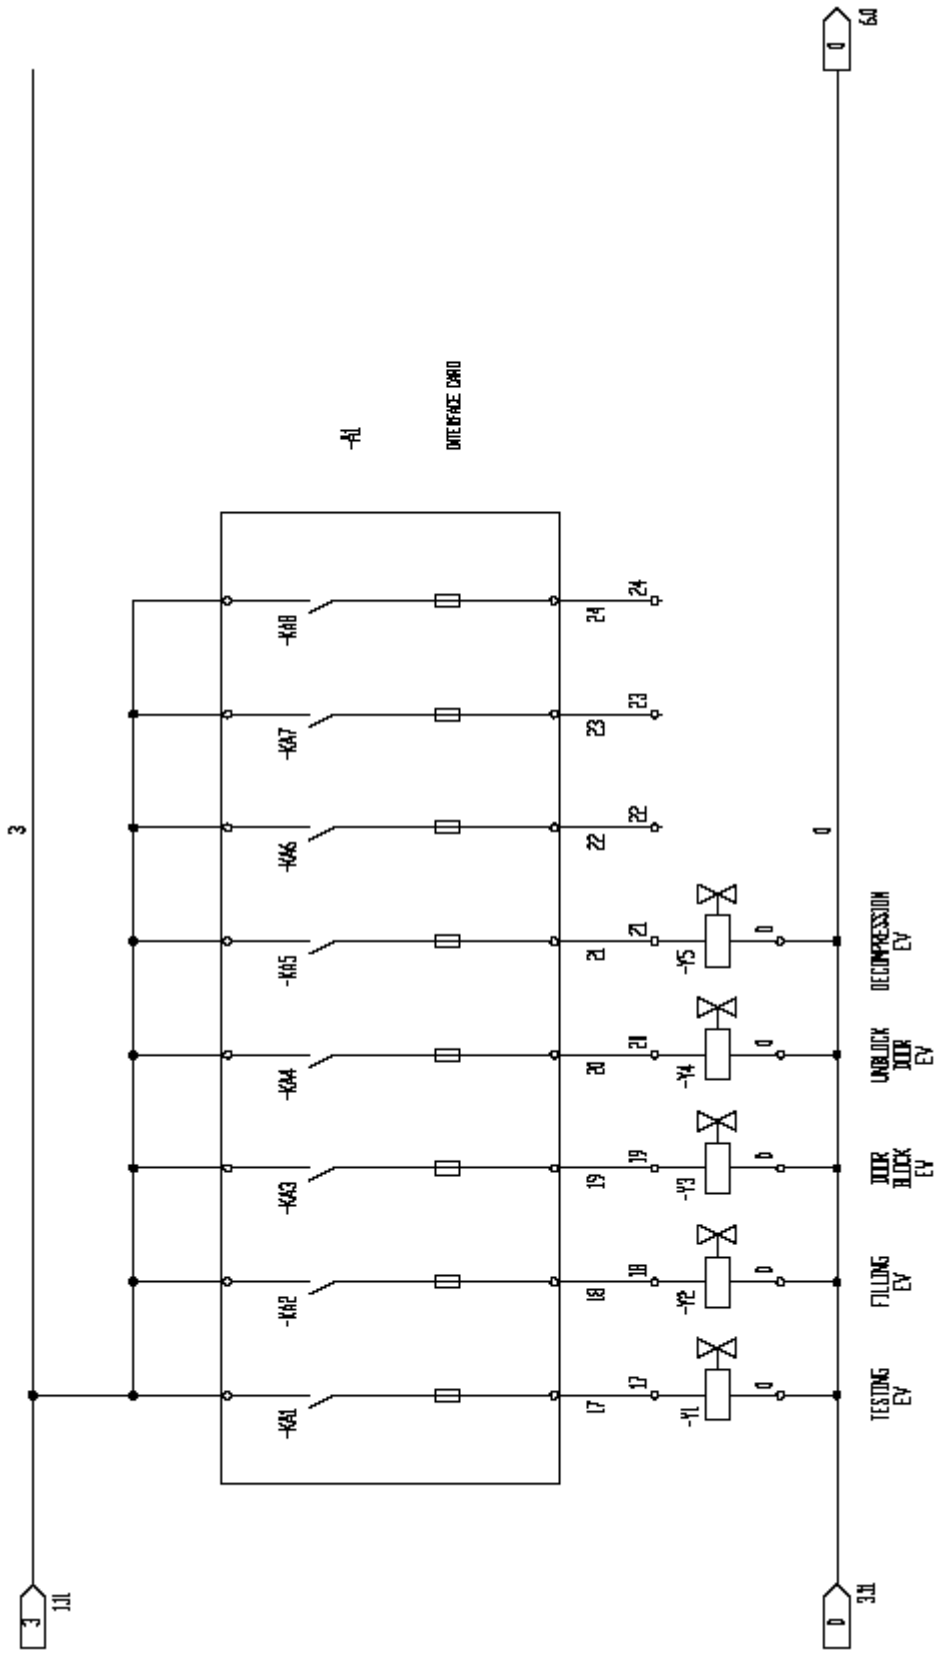 3
1.11
3
-A1
INTERFACE CARD
-KA1
-KA2
-KA3
-KA4
-KA5
-KA6
-KA7
-KA8
17
18
19
20
21
22
23
24
17
18
19
20
21
22
23
24
-Y1
-Y2
-Y3
-Y4
-Y5
0
0
0
0
0
0
3.11
0
0
6.0
TESTING
EV
FILLING
EV
DOOR
BLOCK
EV
UNBLOCK
DOOR
EV
DECOMPRESSION
EV